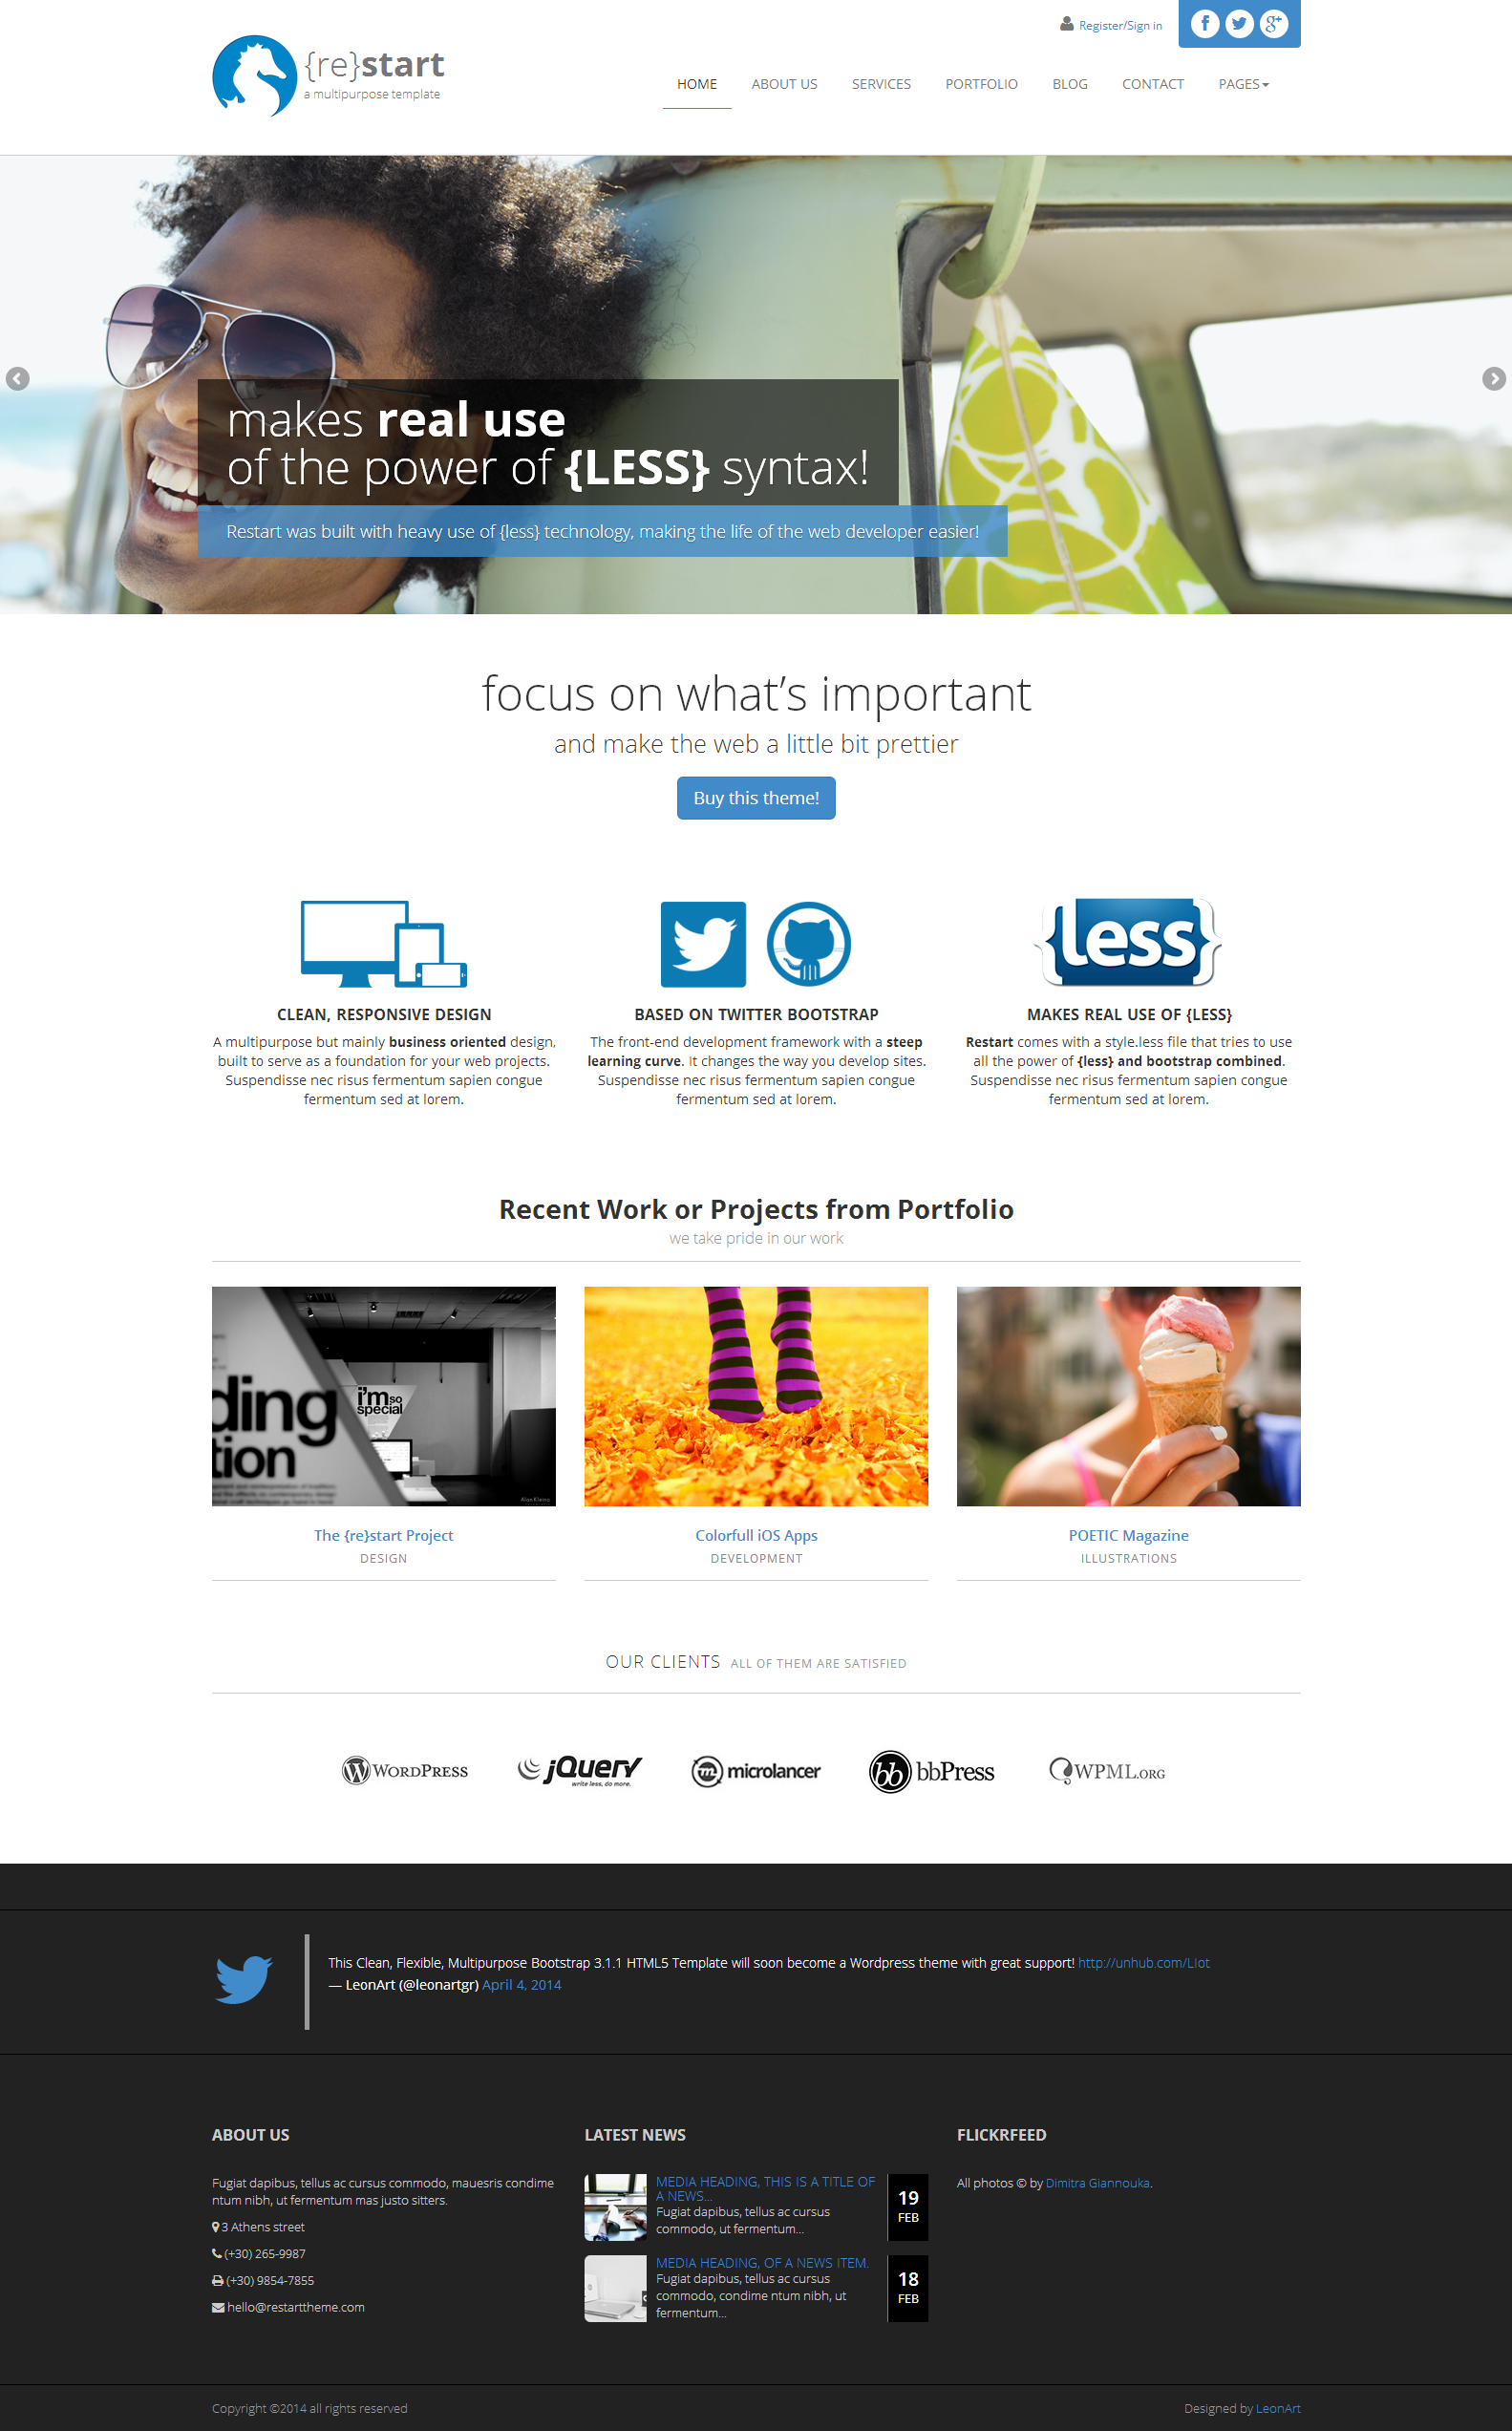 Register/Sign in
{re}start
a multipurpose template
HOME ABOUT US SERVICES PORTFOLIO BLOG CONTACT PAGES
makes real use
of the power of {LESS} syntax!
Restart was built with heavy use of {less} technology, making the life of the web developer easier!
focus on what's important
and make the web a little bit prettier
Buy this theme!
{less}
CLEAN, RESPONSIVE DESIGN
A multipurpose but mainly business oriented design,
built to serve as a foundation for your web projects.
Suspendisse nec risus fermentum sapien congue
fermentum sed at lorem.
BASED ON TWITTER BOOTSTRAP
The front-end development framework with a steep
learning curve. It changes the way you develop sites.
Suspendisse nec risus fermentum sapien congue
fermentum sed at lorem.
MAKES REAL USE OF {LESS}
Restart comes with a style.less file that tries to use
all the power of {less} and bootstrap combined.
Suspendisse nec risus fermentum sapien congue
fermentum sed at lorem.
Recent Work or Projects from Portfolio
we take pride in our work
ding
tion
i'm so
special
Alan Kleina
The {re}start Project
DESIGN
Colorfull iOS Apps
DEVELOPMENT
POETIC Magazine
ILLUSTRATIONS
OUR CLIENTS ALL OF THEM ARE SATISFIED
WORDPRESS
jQuery
write less, do more.
m microlancer
bb bbPress
WPML.ORG
This Clean, Flexible, Multipurpose Bootstrap 3.1.1 HTML5 Template will soon become a Wordpress theme with great support! http://unhub.com/LIot
— LeonArt (@leonartgr) April 4, 2014
ABOUT US
Fugiat dapibus, tellus ac cursus commodo, mauesris condime
ntum nibh, ut fermentum mas justo sitters.
3 Athens street
(+30) 265-9987
(+30) 9854-7855
hello@restarttheme.com
LATEST NEWS
MEDIA HEADING, THIS IS A TITLE OF
A NEWS...
Fugiat dapibus, tellus ac cursus
commodo, ut fermentum...
19
FEB
MEDIA HEADING, OF A NEWS ITEM.
Fugiat dapibus, tellus ac cursus
commodo, condime ntum nibh, ut
fermentum...
18
FEB
FLICKRFEED
All photos © by Dimitra Giannouka.
Copyright ©2014 all rights reserved
Designed by LeonArt